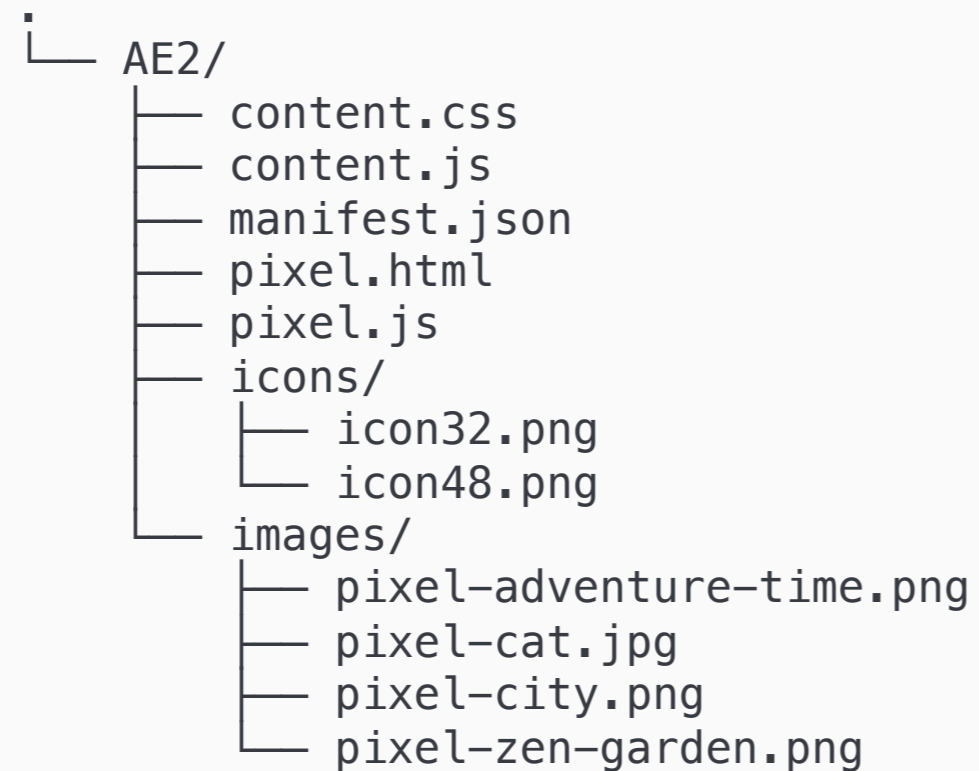 .
└── AE2/
    ├── content.css
    ├── content.js
    ├── manifest.json
    ├── pixel.html
    ├── pixel.js
    ├── icons/
    │   ├── icon32.png
    │   └── icon48.png
    └── images/
        ├── pixel-adventure-time.png
        ├── pixel-cat.jpg
        ├── pixel-city.png
        └── pixel-zen-garden.png